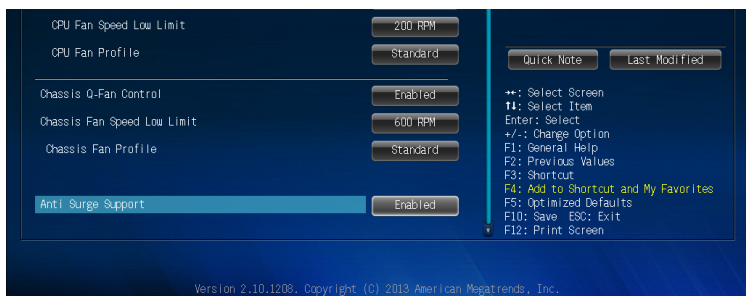 CPU Fan Speed Low Limit 200 RPM
CPU Fan Profile Standard
Chassis Q-Fan Control Enabled
Chassis Fan Speed Low Limit 600 RPM
Chassis Fan Profile Standard
Anti Surge Support Enabled
Quick Note Last Modified
→←: Select Screen
↑↓: Select Item
Enter: Select
+/-: Change Option
F1: General Help
F2: Previous Values
F3: Shortcut
F4: Add to Shortcut and My Favorites
F5: Optimized Defaults
F10: Save ESC: Exit
F12: Print Screen
Version 2.10.1208. Copyright (C) 2013 American Megatrends, Inc.